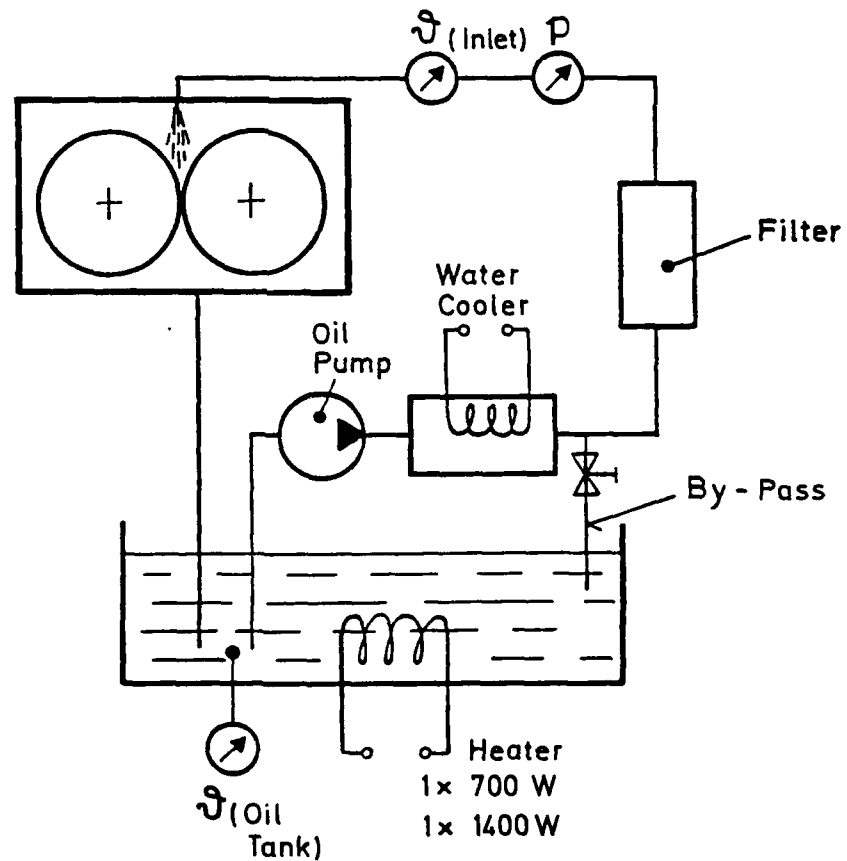 ϑ (Inlet) p
Filter
Water
Cooler
Oil
Pump
By-Pass
Heater
1x 700 W
1x 1400 W
ϑ (Oil
Tank)